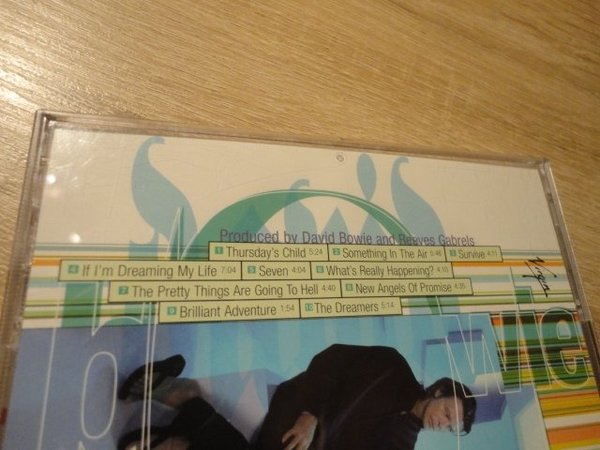 Produced by David Bowie and Reeves Gabrels
1 Thursday's Child 5:24 2 Something In The Air 5:46 3 Survive 4:11
4 If I'm Dreaming My Life 7:04 5 Seven 4:04 6 What's Really Happening? 4:10
7 The Pretty Things Are Going To Hell 4:40 8 New Angels Of Promise 4:35
9 Brilliant Adventure 1:54 10 The Dreamers 5:14
Virgin
b wie